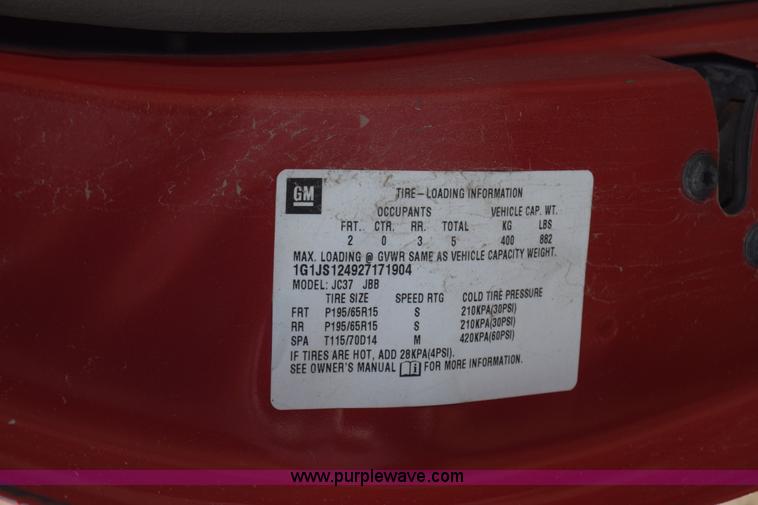 GM
TIRE-LOADING INFORMATION
OCCUPANTS VEHICLE CAP. WT.
FRT. CTR. RR. TOTAL KG LBS
2 0 3 5 400 882
MAX. LOADING @ GVWR SAME AS VEHICLE CAPACITY WEIGHT.
1G1JS124927171904
MODEL: JC37 JBB
TIRE SIZE SPEED RTG COLD TIRE PRESSURE
FRT P195/65R15 S 210KPA(30PSI)
RR P195/65R15 S 210KPA(30PSI)
SPA T115/70D14 M 420KPA(60PSI)
IF TIRES ARE HOT, ADD 28KPA(4PSI).
SEE OWNER'S MANUAL FOR MORE INFORMATION.
www.purplewave.com